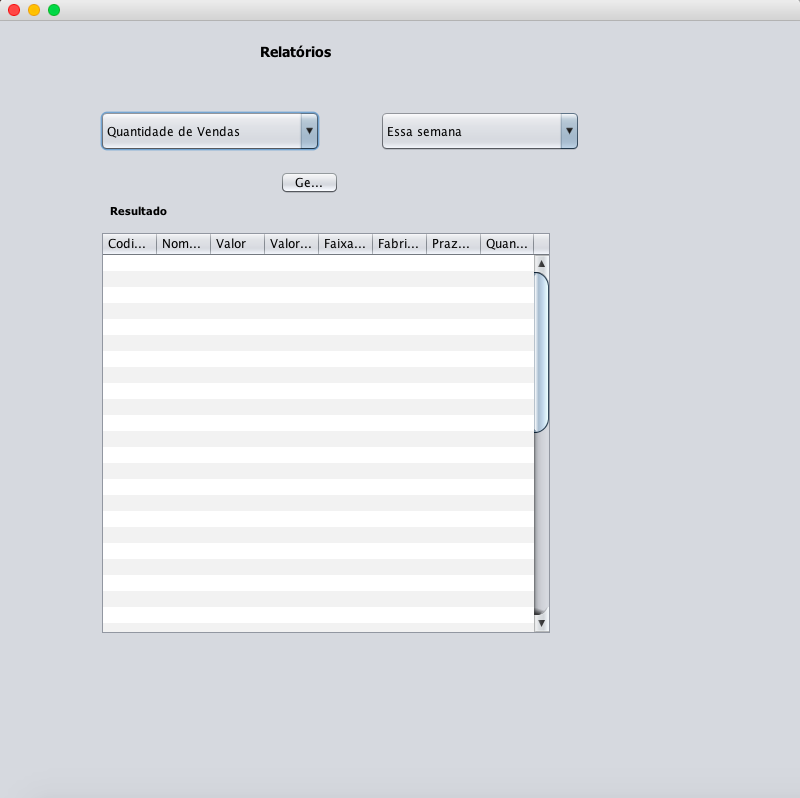 Relatórios
Quantidade de Vendas Essa semana
Ge...
Resultado
Codi... Nom... Valor Valor... Faixa... Fabri... Praz... Quan...